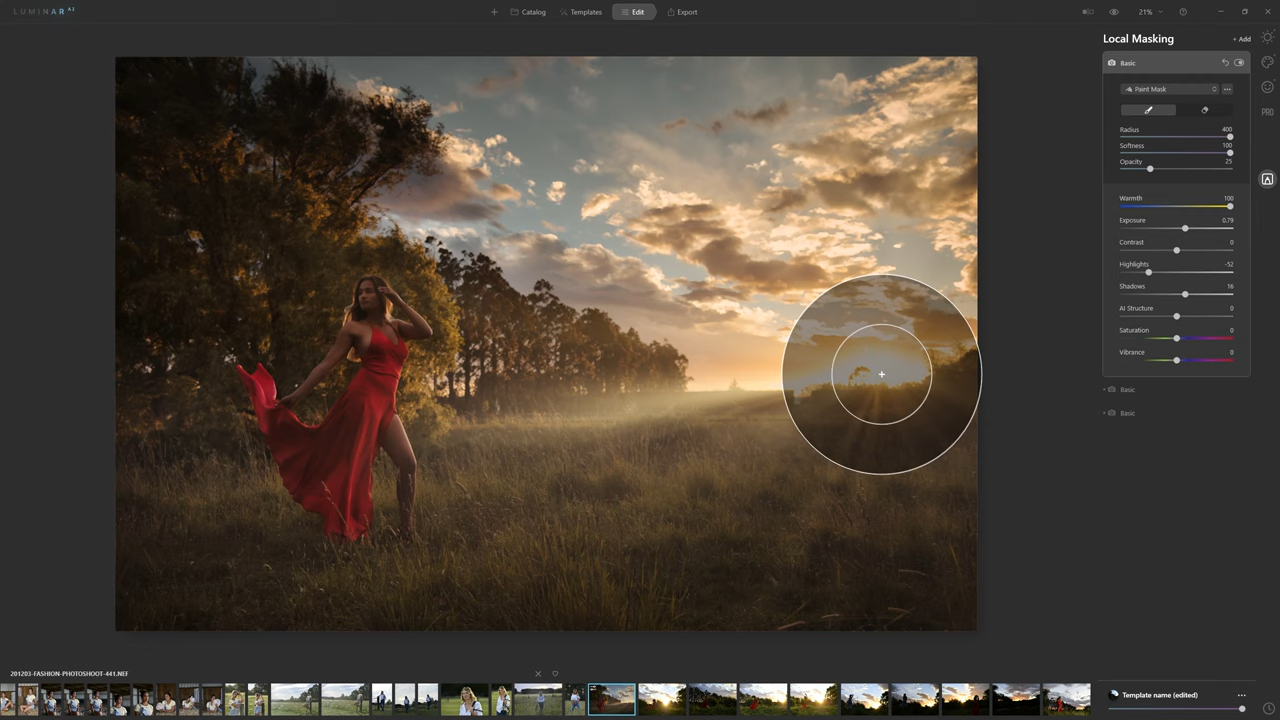 LUMINAR AI
Catalog
Templates
Edit
Export
21%
Local Masking
+ Add
Basic
Paint Mask
Radius 400
Softness 100
Opacity 25
Warmth 100
Exposure 0.79
Contrast 0
Highlights -52
Shadows 16
AI Structure 0
Saturation 0
Vibrance 0
Basic
Basic
PRO
201203-FASHION-PHOTOSHOOT-441.NEF
Template name (edited)